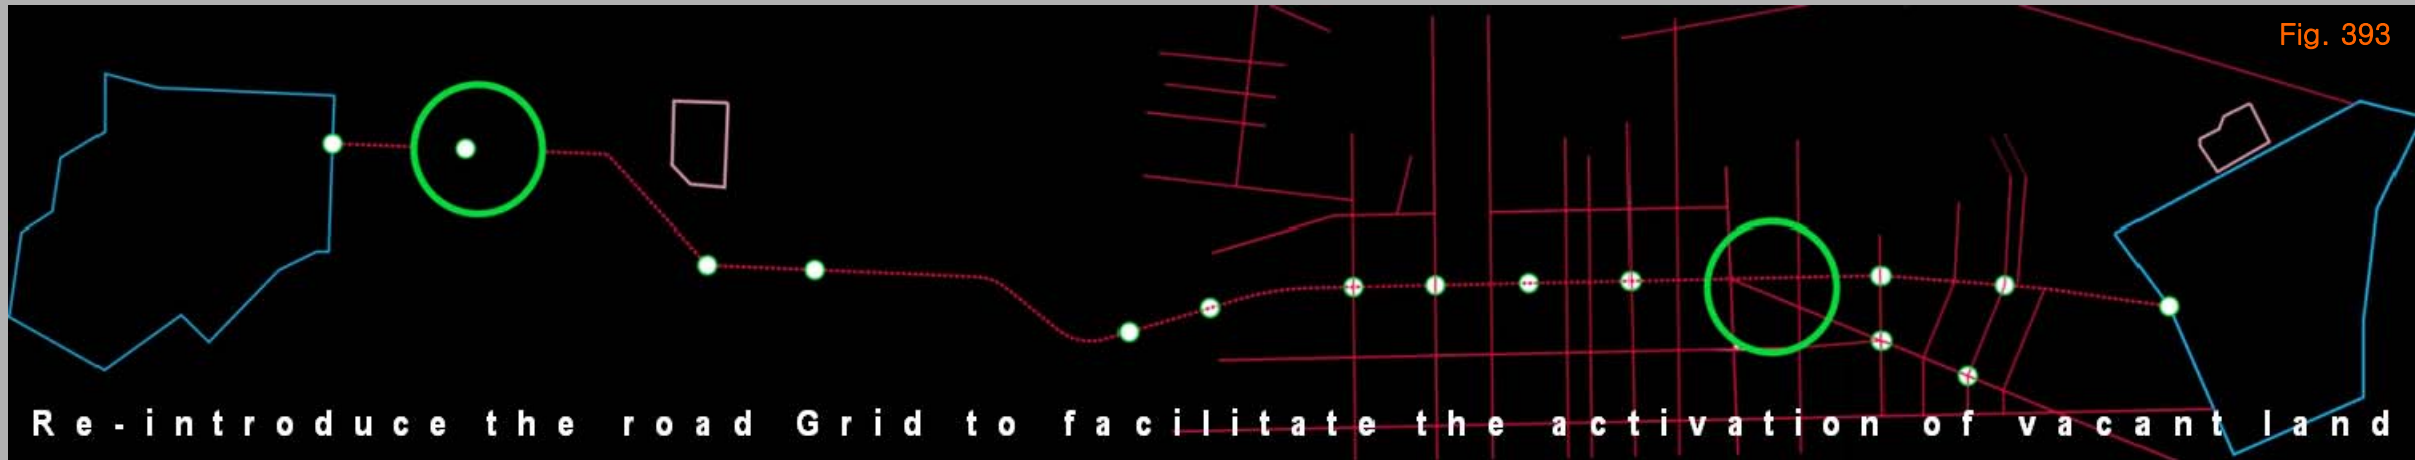 Fig. 393
Re-introduce the road Grid to facilitate the activation of vacant land